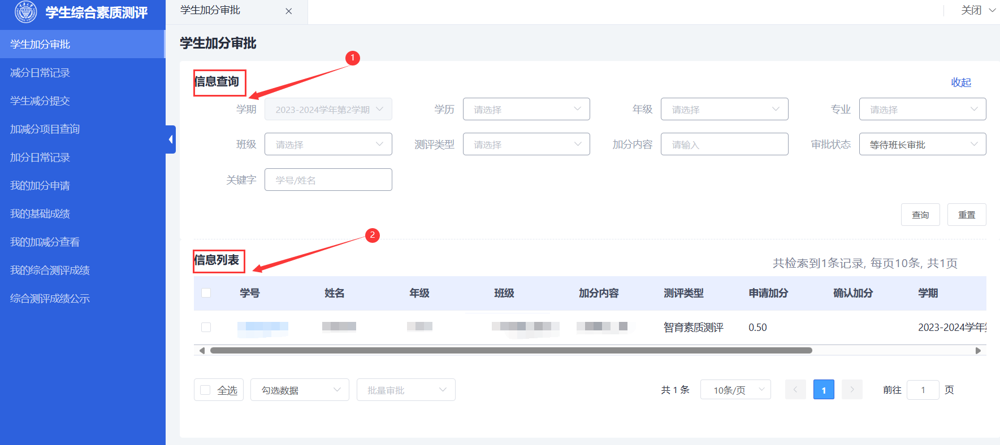 学生综合素质测评
学生加分审批
减分日常记录
学生减分提交
加减分项目查询
加分日常记录
我的加分申请
我的基础成绩
我的加减分查看
我的综合测评成绩
综合测评成绩公示
学生加分审批
关闭
学生加分审批
1
信息查询
收起
学期 2023-2024学年第2学期 学历 请选择 年级 请选择 专业 请选择
班级 请选择 测评类型 请选择 加分内容 请输入 审批状态 等待班长审批
关键字 学号/姓名
查询 重置
2
信息列表
共检索到1条记录, 每页10条, 共1页
学号 姓名 年级 班级 加分内容 测评类型 申请加分 确认加分 学期
智育素质测评 0.50 2023-2024学年
全选 勾选数据 批量审批 共 1 条 10条/页 1 前往 1 页